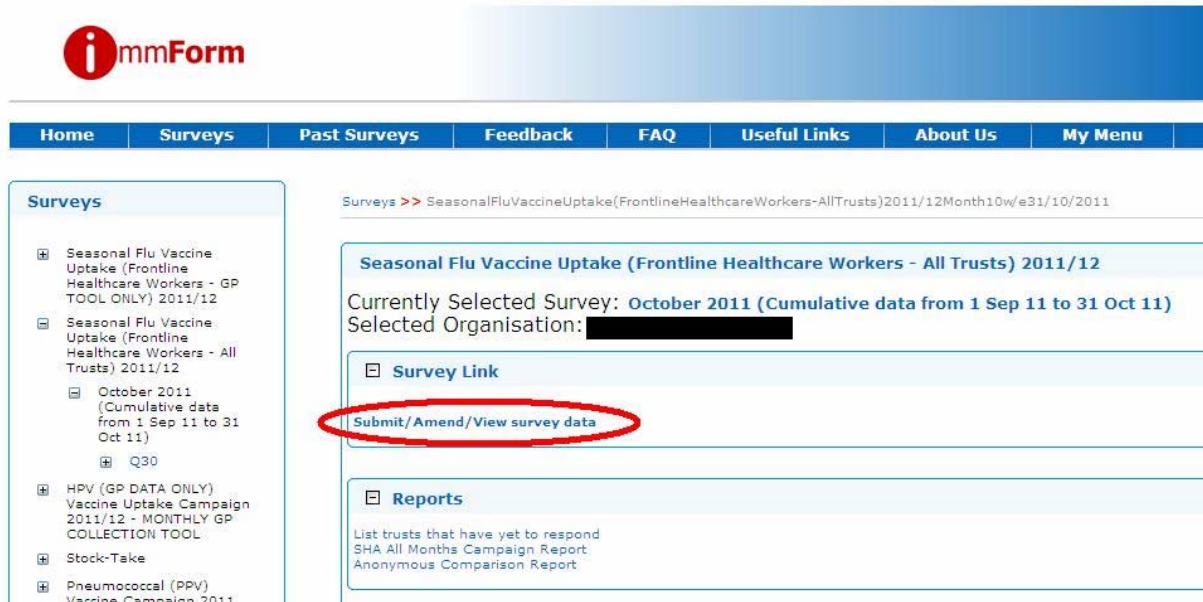 immForm
Home Surveys Past Surveys Feedback FAQ Useful Links About Us My Menu
Surveys
Seasonal Flu Vaccine
Uptake (Frontline
Healthcare Workers - GP
TOOL ONLY) 2011/12
Seasonal Flu Vaccine
Uptake (Frontline
Healthcare Workers - All
Trusts) 2011/12
October 2011
(Cumulative data
from 1 Sep 11 to 31
Oct 11)
Q30
HPV (GP DATA ONLY)
Vaccine Uptake Campaign
2011/12 - MONTHLY GP
COLLECTION TOOL
Stock-Take
Pneumococcal (PPV)
Vaccine Campaign 2011
Surveys >> SeasonalFluVaccineUptake(FrontlineHealthcareWorkers-AllTrusts)2011/12Month10w/e31/10/2011
Seasonal Flu Vaccine Uptake (Frontline Healthcare Workers - All Trusts) 2011/12
Currently Selected Survey: October 2011 (Cumulative data from 1 Sep 11 to 31 Oct 11)
Selected Organisation:
Survey Link
Submit/Amend/View survey data
Reports
List trusts that have yet to respond
SHA All Months Campaign Report
Anonymous Comparison Report